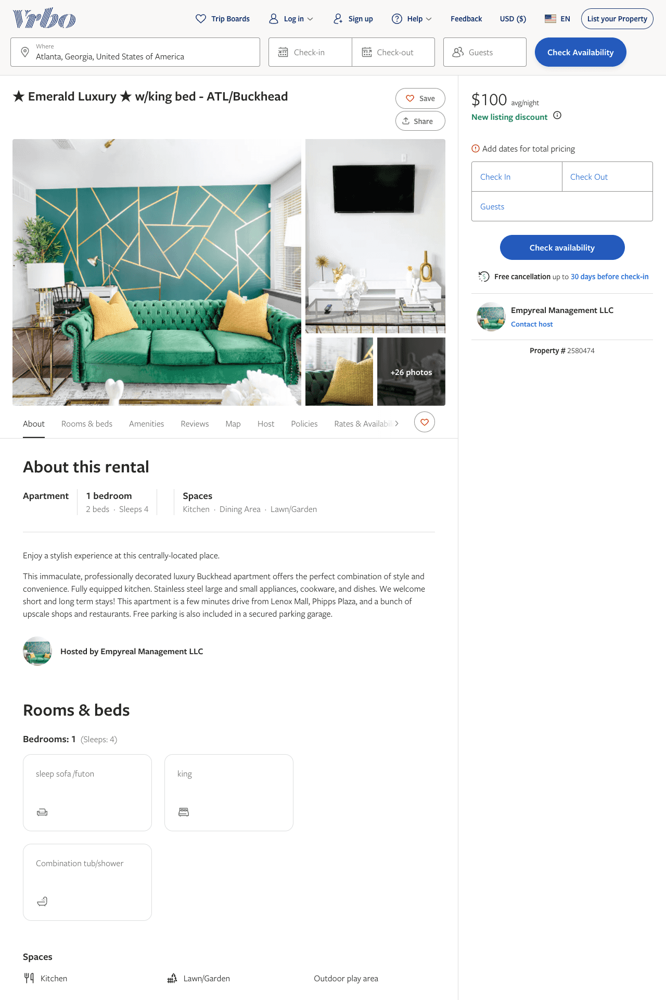 Vrbo
Trip Boards
Log in
Sign up
Help
Feedback
USD ($)
EN
List your Property
Where
Atlanta, Georgia, United States of America
Check-in
Check-out
Guests
Check Availability
★ Emerald Luxury ★ w/king bed - ATL/Buckhead
Save
Share
+26 photos
$100 avg/night
New listing discount
Add dates for total pricing
Check In
Check Out
Guests
Check availability
Free cancellation up to 30 days before check-in
Empyreal Management LLC
Contact host
Property # 2580474
About
Rooms & beds
Amenities
Reviews
Map
Host
Policies
Rates & Availabili
About this rental
Apartment
1 bedroom
2 beds · Sleeps 4
Spaces
Kitchen · Dining Area · Lawn/Garden
Enjoy a stylish experience at this centrally-located place.
This immaculate, professionally decorated luxury Buckhead apartment offers the perfect combination of style and
convenience. Fully equipped kitchen. Stainless steel large and small appliances, cookware, and dishes. We welcome
short and long term stays! This apartment is a few minutes drive from Lenox Mall, Phipps Plaza, and a bunch of
upscale shops and restaurants. Free parking is also included in a secured parking garage.
Hosted by Empyreal Management LLC
Rooms & beds
Bedrooms: 1 (Sleeps: 4)
sleep sofa /futon
king
Combination tub/shower
Spaces
Kitchen
Lawn/Garden
Outdoor play area